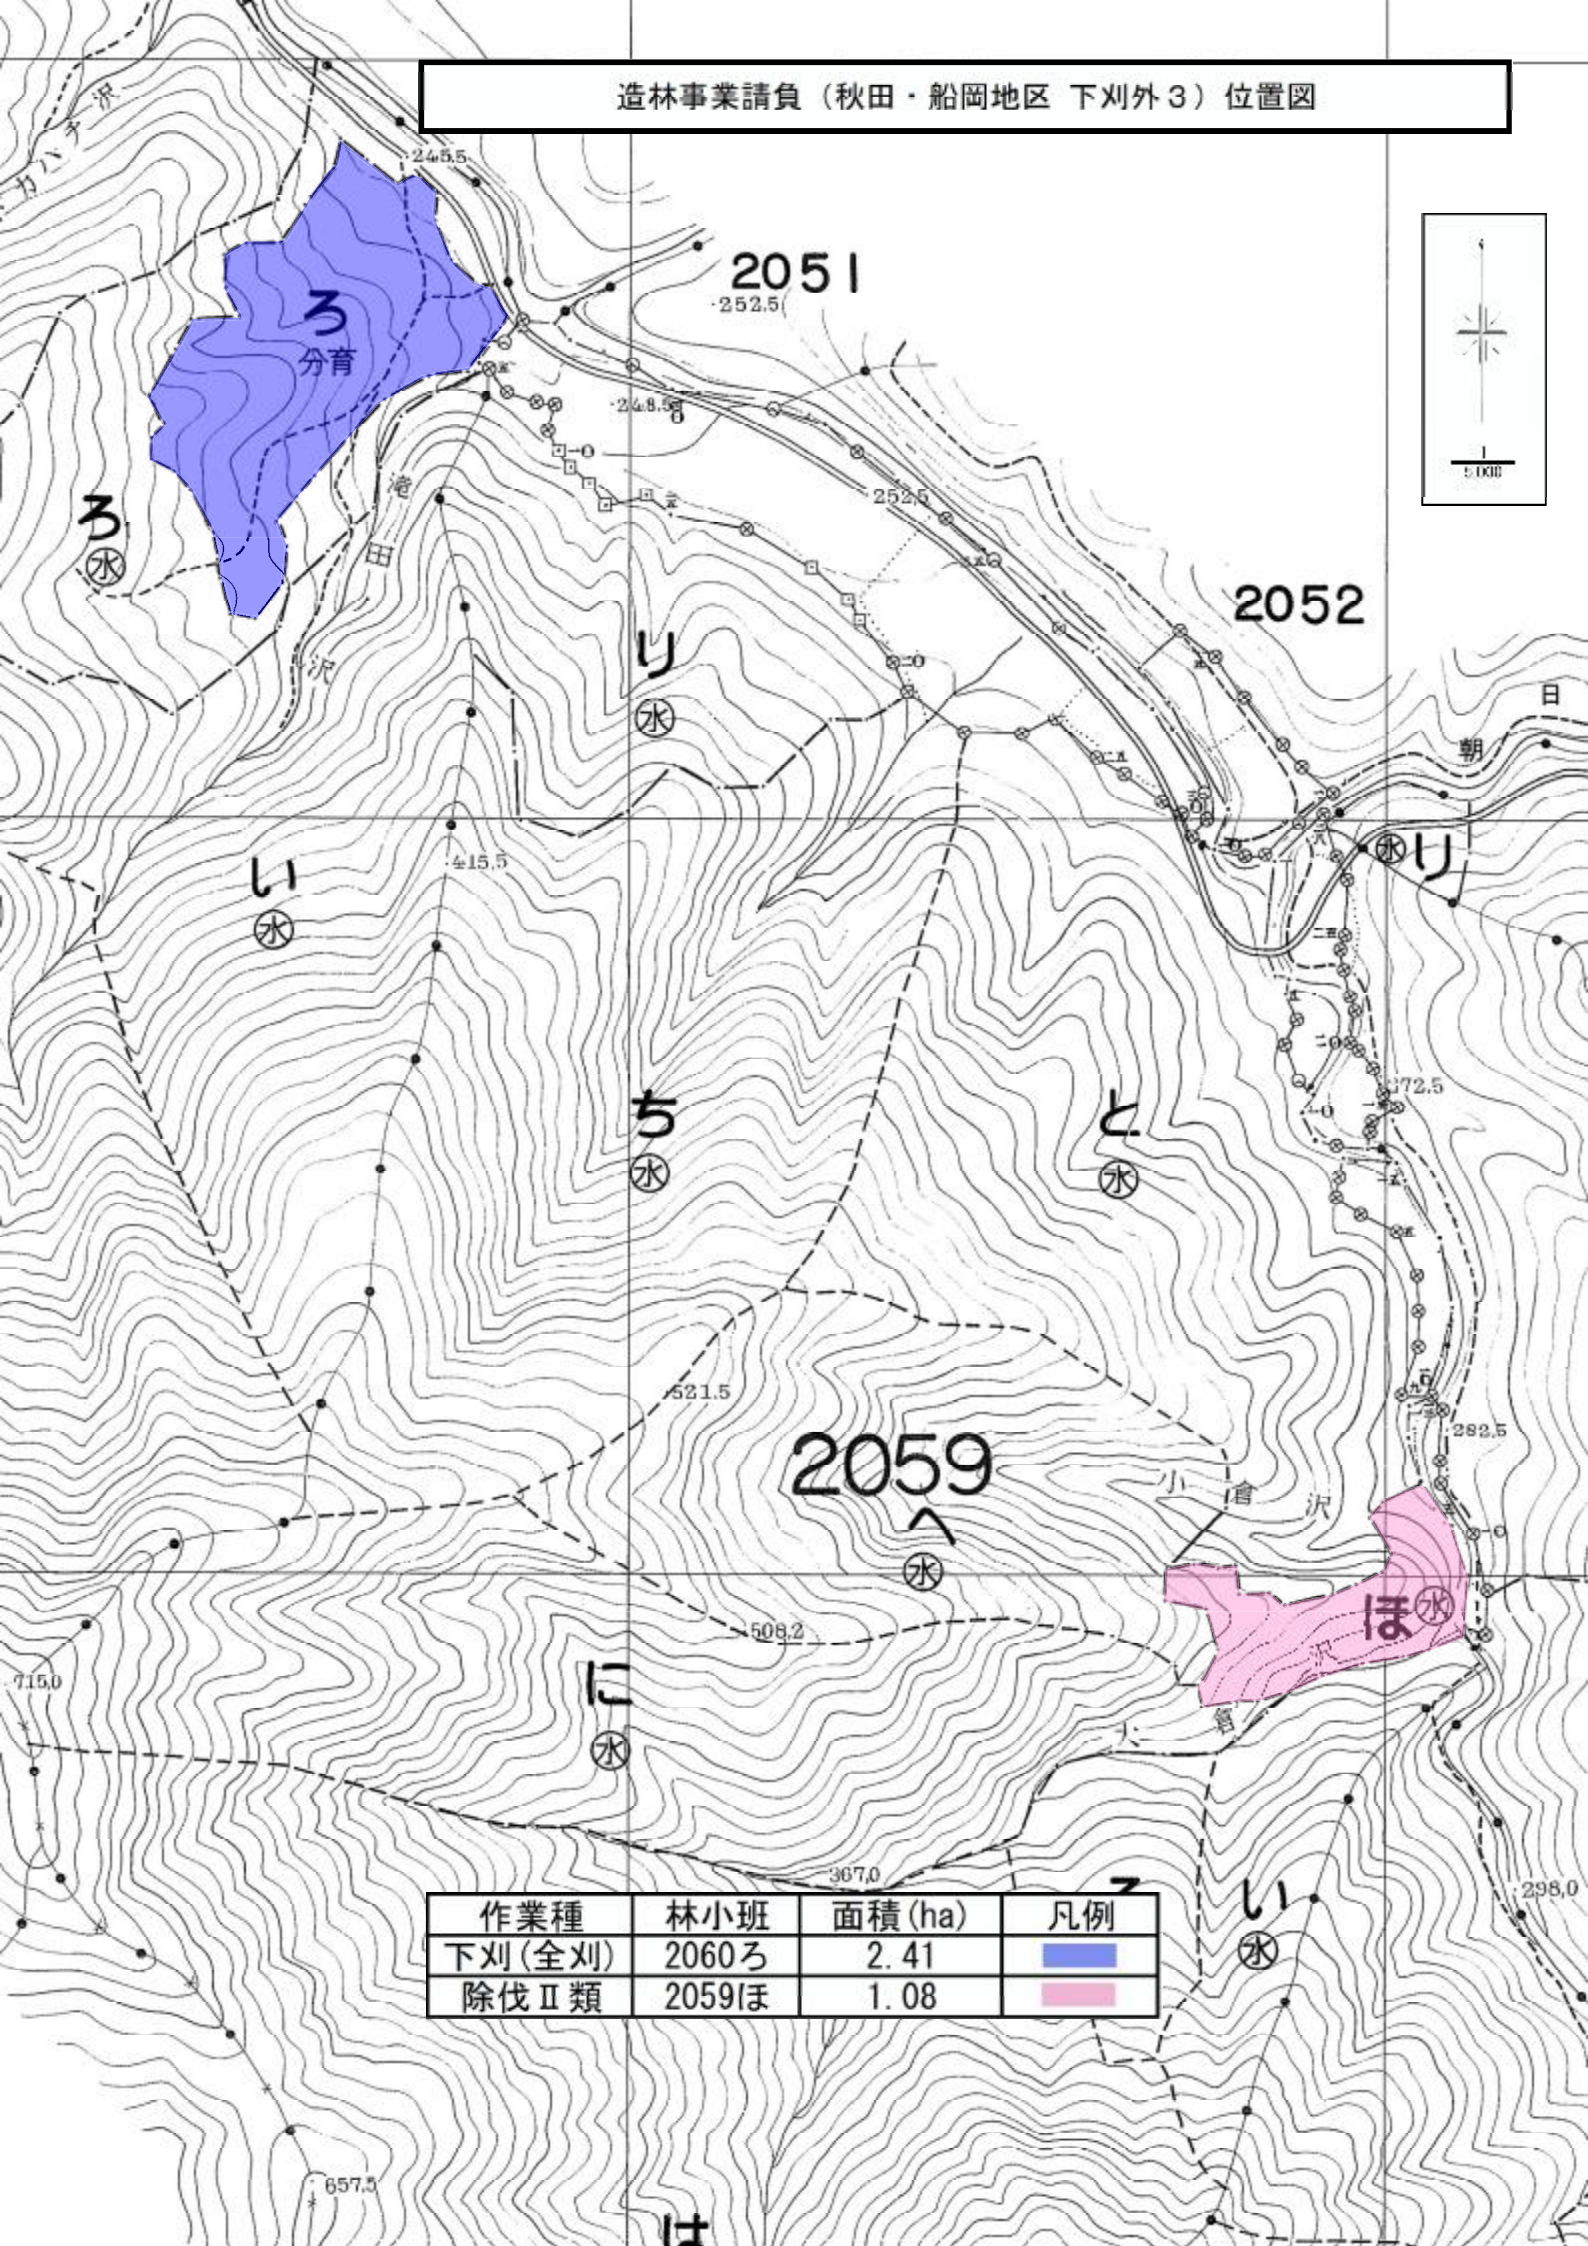 造林事業請負（秋田・船岡地区 下刈外３）位置図
沢
245.5
2051
252.5
ろ
分育
248.5
1
5,000
滝
252.5
ろ
水
田
2052
り
沢
水
日
朝
415.5
い
水
水
り
272.5
ち
水
と
水
521.5
282.5
2059
小
倉
沢
へ
水
ほ
水
508.2
沢
715.0
に
水
倉
367.0
298.0
い
水
作業種 林小班 面積(ha) 凡例
下刈(全刈) 2060ろ 2.41
除伐Ⅱ類 2059ほ 1.08
657.5
は